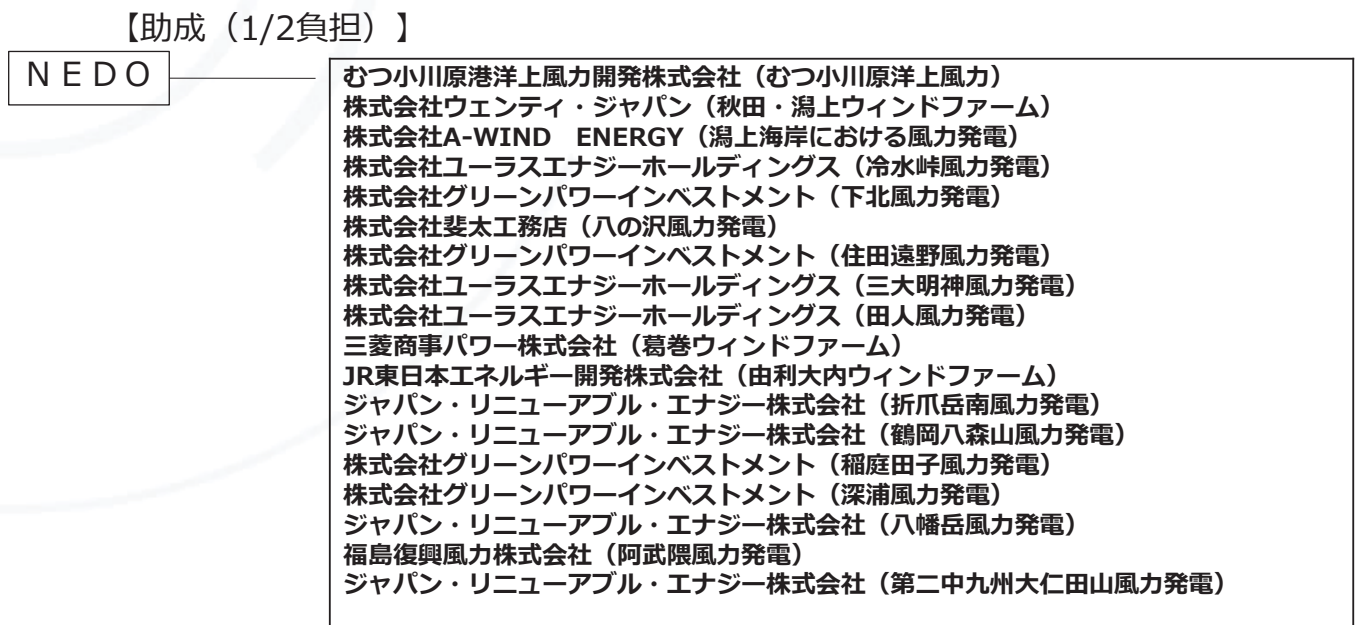 【助成（1/2負担）】
ＮＥＤＯ
むつ小川原港洋上風力開発株式会社（むつ小川原洋上風力）
株式会社ウェンティ・ジャパン（秋田・潟上ウィンドファーム）
株式会社A-WIND　ENERGY（潟上海岸における風力発電）
株式会社ユーラスエナジーホールディングス（冷水峠風力発電）
株式会社グリーンパワーインベストメント（下北風力発電）
株式会社斐太工務店（八の沢風力発電）
株式会社グリーンパワーインベストメント（住田遠野風力発電）
株式会社ユーラスエナジーホールディングス（三大明神風力発電）
株式会社ユーラスエナジーホールディングス（田人風力発電）
三菱商事パワー株式会社（葛巻ウィンドファーム）
JR東日本エネルギー開発株式会社（由利大内ウィンドファーム）
ジャパン・リニューアブル・エナジー株式会社（折爪岳南風力発電）
ジャパン・リニューアブル・エナジー株式会社（鶴岡八森山風力発電）
株式会社グリーンパワーインベストメント（稲庭田子風力発電）
株式会社グリーンパワーインベストメント（深浦風力発電）
ジャパン・リニューアブル・エナジー株式会社（八幡岳風力発電）
福島復興風力株式会社（阿武隈風力発電）
ジャパン・リニューアブル・エナジー株式会社（第二中九州大仁田山風力発電）